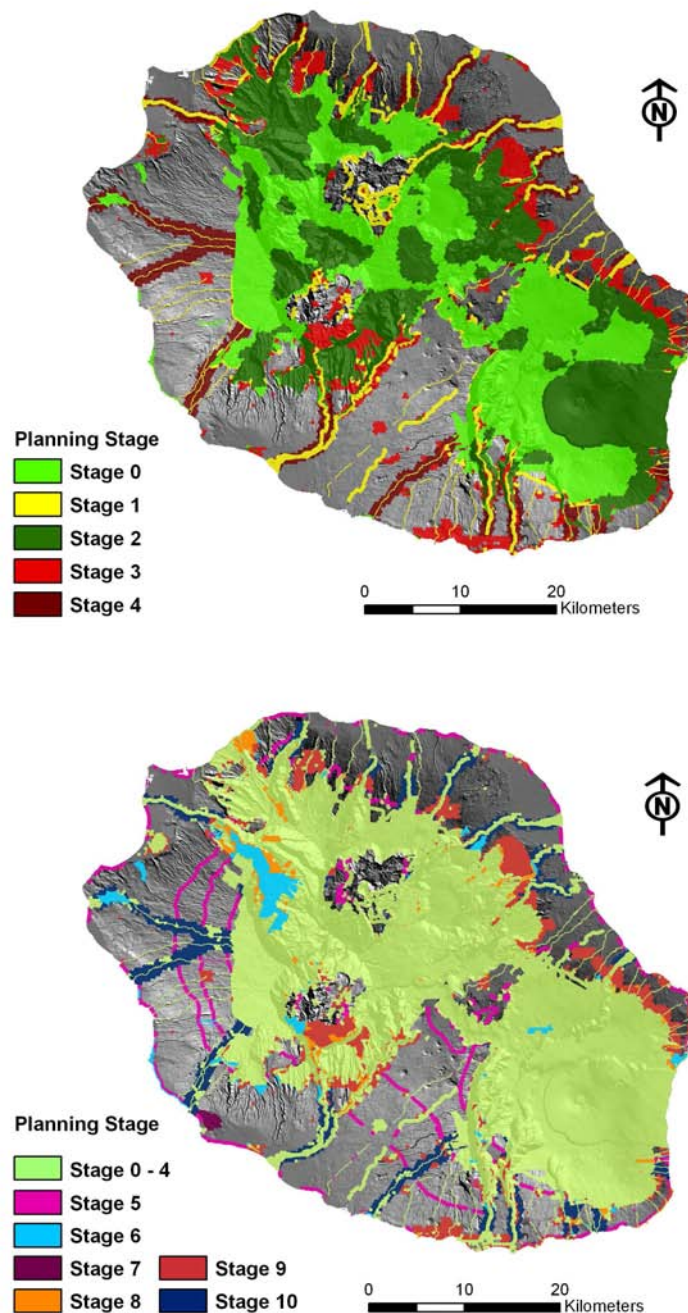 N
Planning Stage
Stage 0
Stage 1
Stage 2
Stage 3
Stage 4
0 10 20
Kilometers
N
Planning Stage
Stage 0 - 4
Stage 5
Stage 6
Stage 7
Stage 8
Stage 9
Stage 10
0 10 20
Kilometers